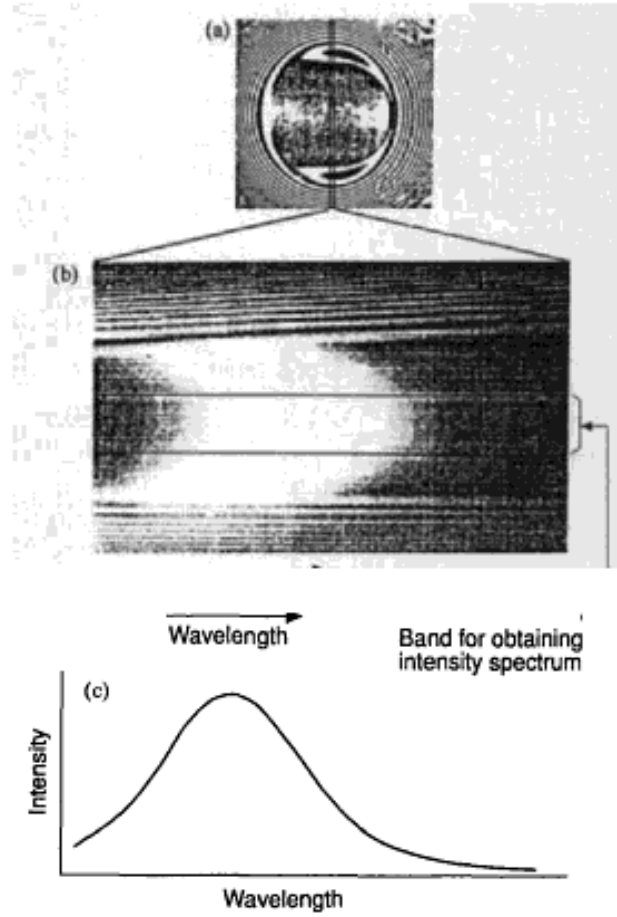 (a)
(b)
Wavelength
Band for obtaining
intensity spectrum
(c)
Intensity
Wavelength